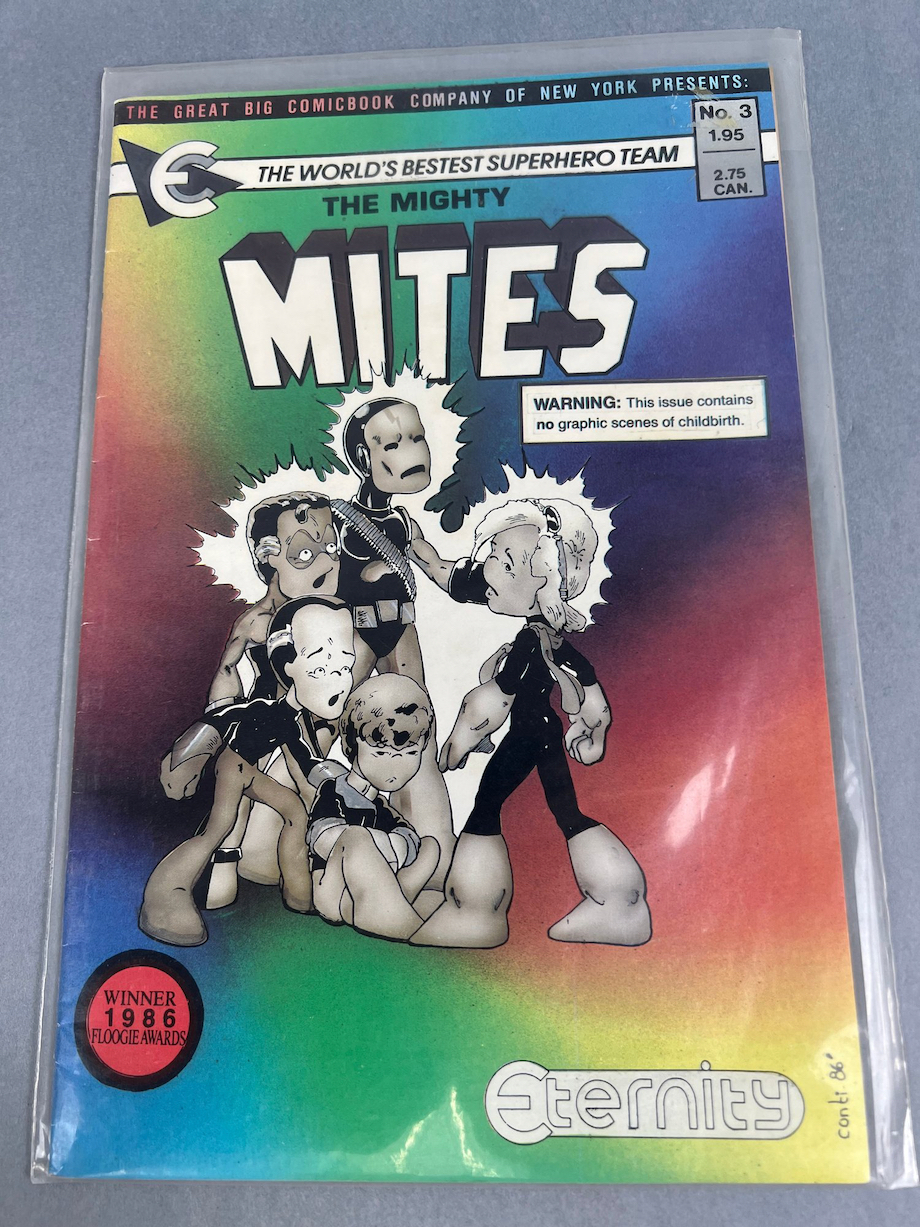 THE GREAT BIG COMICBOOK COMPANY OF NEW YORK PRESENTS:
No. 3
1.95
2.75
CAN.
E
THE WORLD'S BESTEST SUPERHERO TEAM
THE MIGHTY
MITES
WARNING: This issue contains
no graphic scenes of childbirth.
WINNER
1986
FLOOGIE AWARDS
Eternity
conti 86'